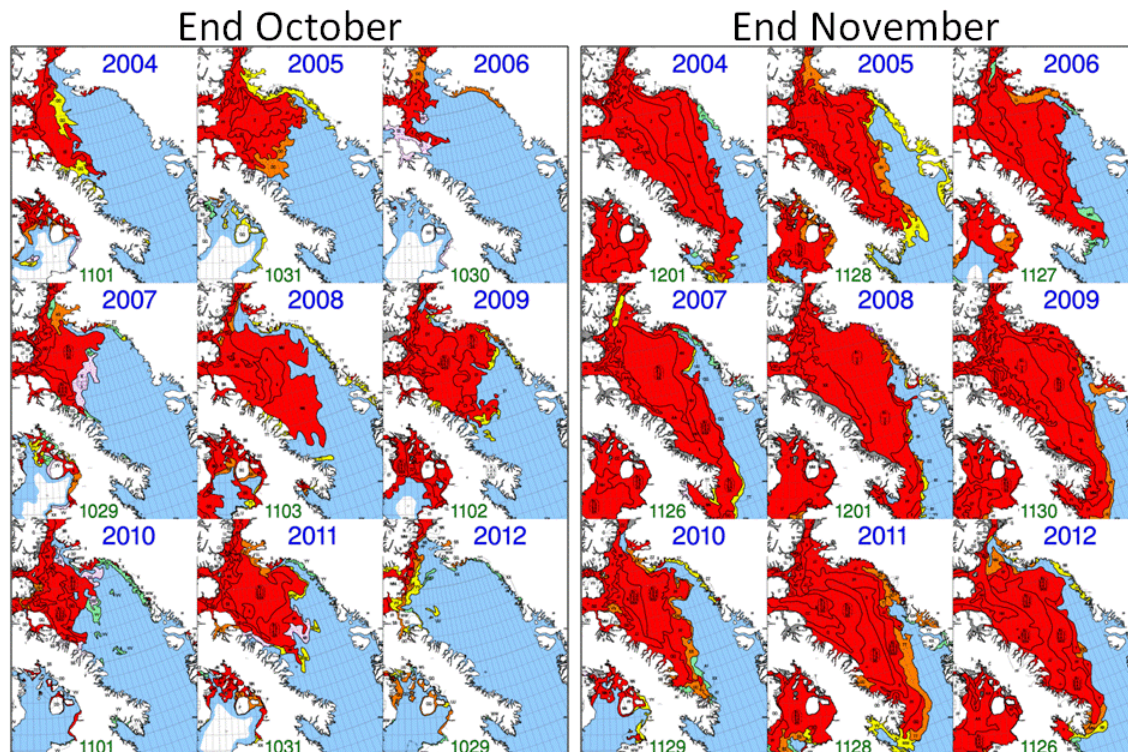 End October End November
2004 2005 2006 2004 2005 2006
1101 1031 1030 1201 1128 1127
2007 2008 2009 2007 2008 2009
1029 1103 1102 1126 1201 1130
2010 2011 2012 2010 2011 2012
1101 1031 1029 1129 1128 1126